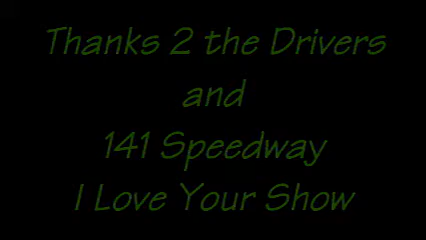 Thanks 2 the Drivers
and
141 Speedway
I Love Your Show